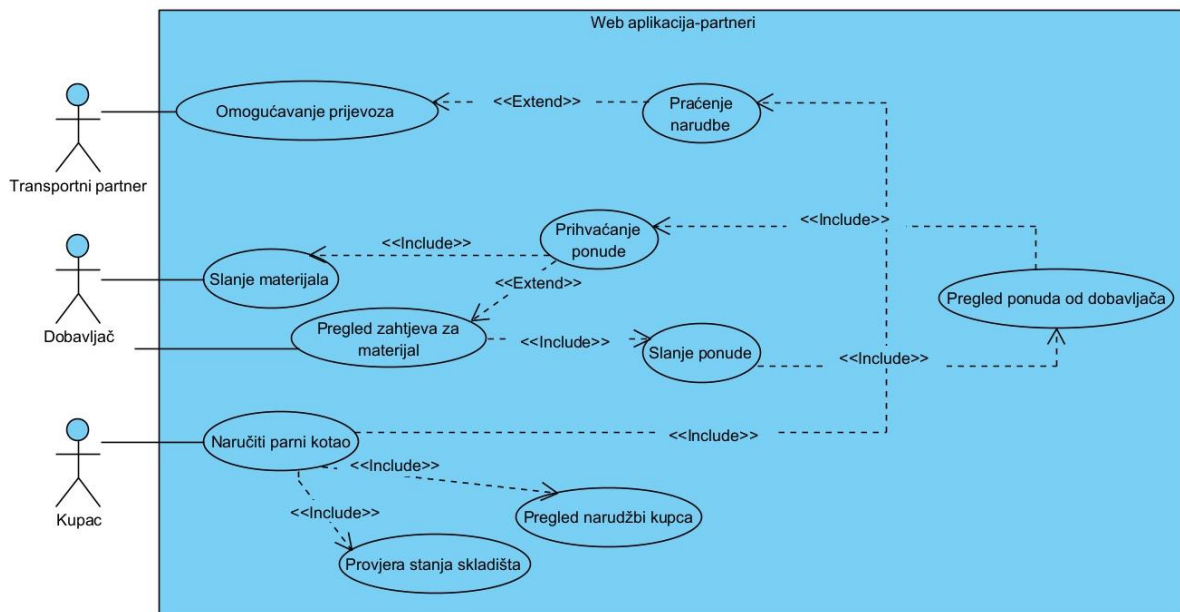 Web aplikacija-partneri
Omogućavanje prijevoza
<<Extend>>
Praćenje
narudbe
Transportni partner
Prihvaćanje
ponude
<<Include>>
<<Include>>
Slanje materijala
<<Extend>>
Pregled ponuda od dobavljača
Dobavljač
Pregled zahtjeva za
materijal
<<Include>>
Slanje ponude
<<Include>>
Naručiti parni kotao
<<Include>>
<<Include>>
Kupac
<<Include>>
Pregled narudžbi kupca
Provjera stanja skladišta